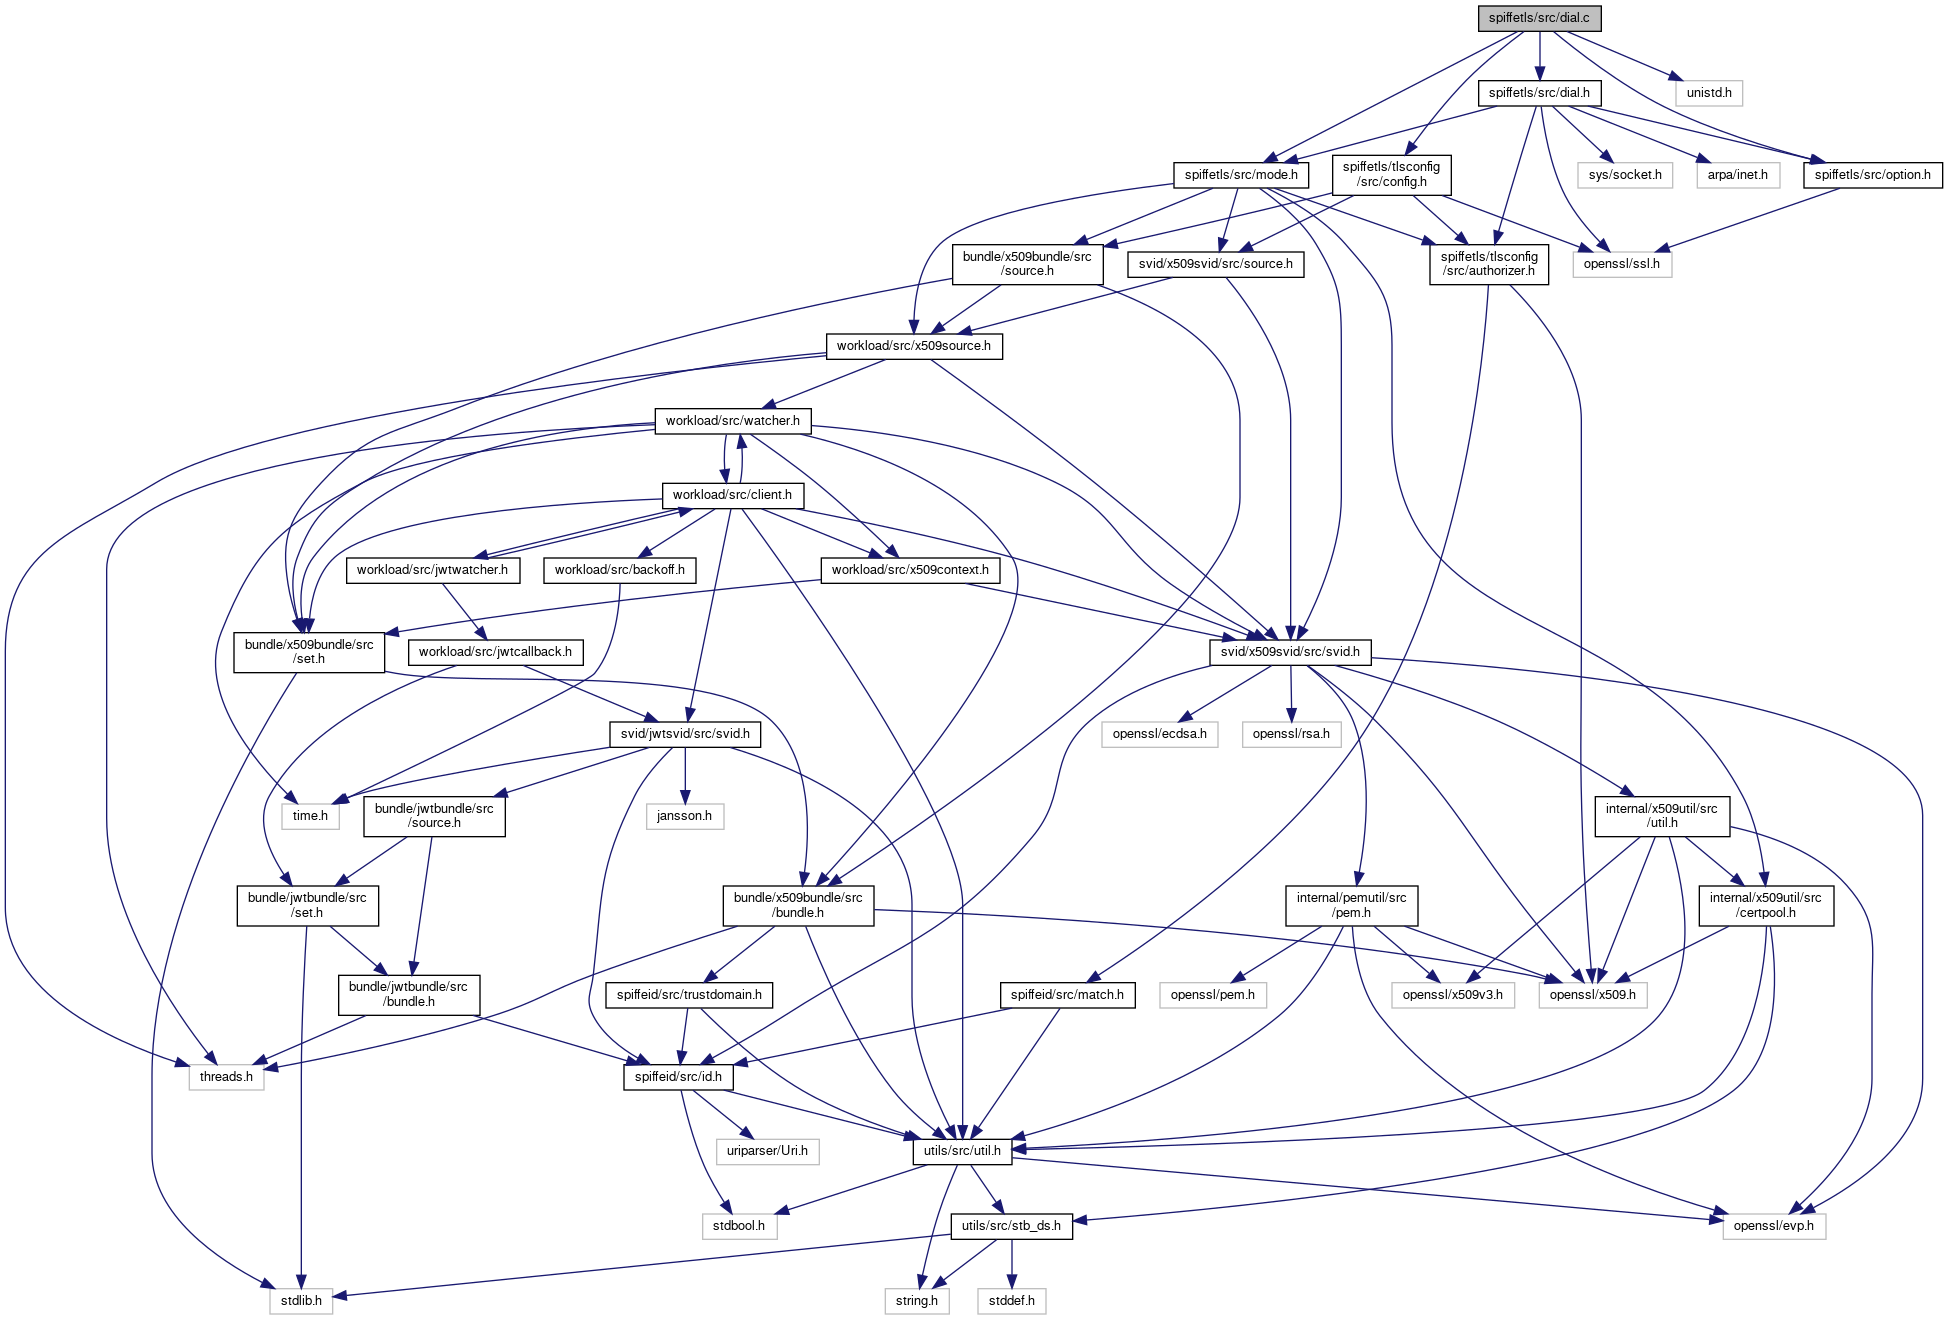 spiffetls/src/dial.c
spiffetls/src/dial.h
unistd.h
spiffetls/src/mode.h
spiffetls/tlsconfig
/src/config.h
sys/socket.h
arpa/inet.h
spiffetls/src/option.h
bundle/x509bundle/src
/source.h
svid/x509svid/src/source.h
spiffetls/tlsconfig
/src/authorizer.h
openssl/ssl.h
workload/src/x509source.h
workload/src/watcher.h
workload/src/client.h
workload/src/jwtwatcher.h
workload/src/backoff.h
workload/src/x509context.h
bundle/x509bundle/src
/set.h
workload/src/jwtcallback.h
svid/x509svid/src/svid.h
svid/jwtsvid/src/svid.h
openssl/ecdsa.h
openssl/rsa.h
time.h
bundle/jwtbundle/src
/source.h
jansson.h
internal/x509util/src
/util.h
bundle/jwtbundle/src
/set.h
bundle/x509bundle/src
/bundle.h
internal/pemutil/src
/pem.h
internal/x509util/src
/certpool.h
bundle/jwtbundle/src
/bundle.h
spiffeid/src/trustdomain.h
spiffeid/src/match.h
openssl/pem.h
openssl/x509v3.h
openssl/x509.h
threads.h
spiffeid/src/id.h
uriparser/Uri.h
utils/src/util.h
stdbool.h
utils/src/stb_ds.h
openssl/evp.h
stdlib.h
string.h
stddef.h